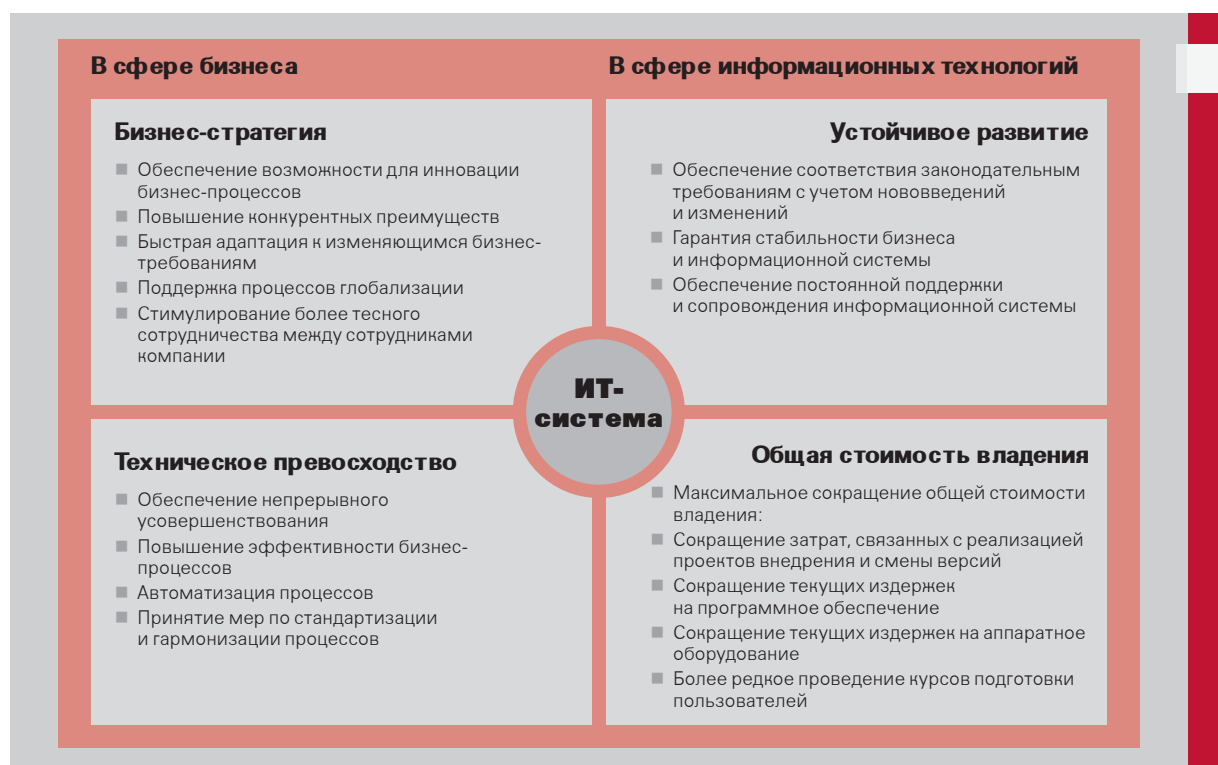 В сфере бизнеса
В сфере информационных технологий
Бизнес-стратегия
Обеспечение возможности для инновации
бизнес-процессов
Повышение конкурентных преимуществ
Быстрая адаптация к изменяющимся бизнес-
требованиям
Поддержка процессов глобализации
Стимулирование более тесного
сотрудничества между сотрудниками
компании
Устойчивое развитие
Обеспечение соответствия законодательным
требованиям с учетом нововведений
и изменений
Гарантия стабильности бизнеса
и информационной системы
Обеспечение постоянной поддержки
и сопровождения информационной системы
ИТ-
система
Техническое превосходство
Обеспечение непрерывного
усовершенствования
Повышение эффективности бизнес-
процессов
Автоматизация процессов
Принятие мер по стандартизации
и гармонизации процессов
Общая стоимость владения
Максимальное сокращение общей стоимости
владения:
Сокращение затрат, связанных с реализацией
проектов внедрения и смены версий
Сокращение текущих издержек
на программное обеспечение
Сокращение текущих издержек на аппаратное
оборудование
Более редкое проведение курсов подготовки
пользователей